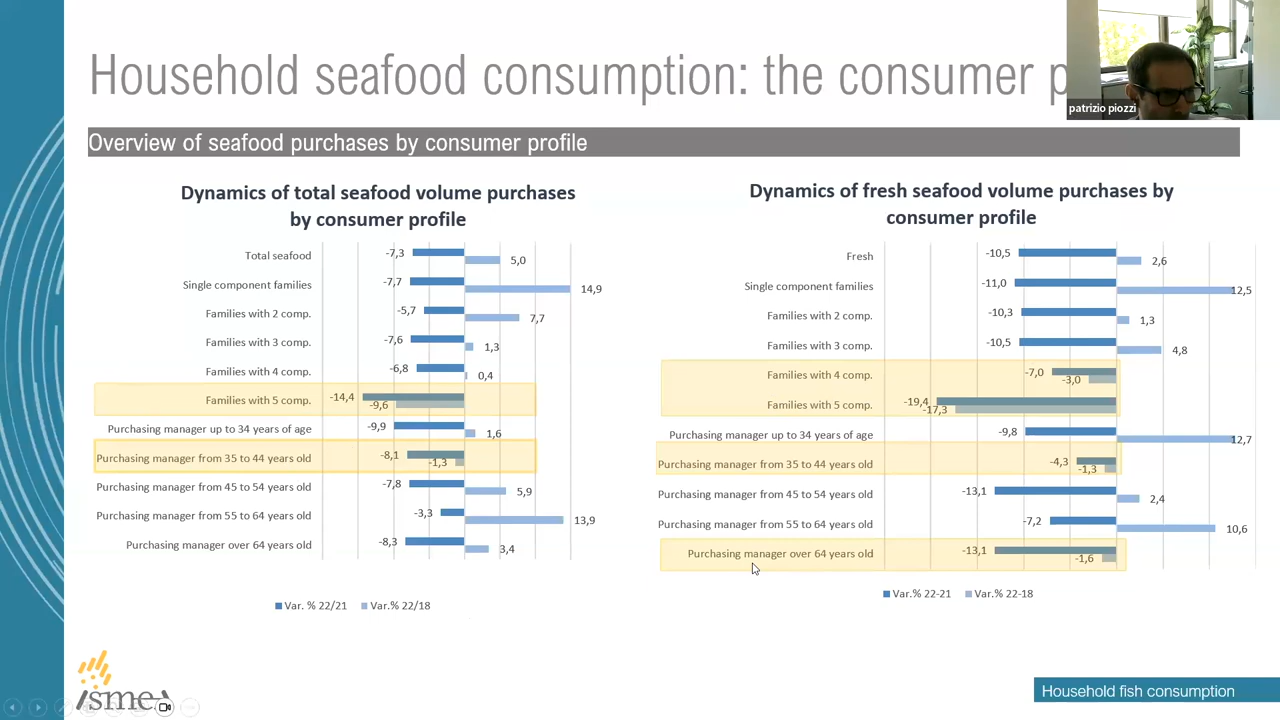 Household seafood consumption: the consumer p
patrizio piozzi
Overview of seafood purchases by consumer profile
Dynamics of total seafood volume purchases
by consumer profile
Total seafood
-7,3
5,0
Single component families
-7,7
14,9
Families with 2 comp.
-5,7
7,7
Families with 3 comp.
-7,6
1,3
Families with 4 comp.
-6,8
0,4
Families with 5 comp.
-14,4
-9,6
Purchasing manager up to 34 years of age
-9,9
1,6
Purchasing manager from 35 to 44 years old
-8,1
-1,3
Purchasing manager from 45 to 54 years old
-7,8
5,9
Purchasing manager from 55 to 64 years old
-3,3
13,9
Purchasing manager over 64 years old
-8,3
3,4
Var. % 22/21
Var. % 22/18
Dynamics of fresh seafood volume purchases by
consumer profile
Fresh
-10,5
2,6
Single component families
-11,0
12,5
Families with 2 comp.
-10,3
1,3
Families with 3 comp.
-10,5
4,8
Families with 4 comp.
-7,0
-3,0
Families with 5 comp.
-19,4
-17,3
Purchasing manager up to 34 years of age
-9,8
12,7
Purchasing manager from 35 to 44 years old
-4,3
-1,3
Purchasing manager from 45 to 54 years old
-13,1
2,4
Purchasing manager from 55 to 64 years old
-7,2
10,6
Purchasing manager over 64 years old
-13,1
-1,6
Var.% 22-21
Var.% 22-18
isme
Household fish consumption